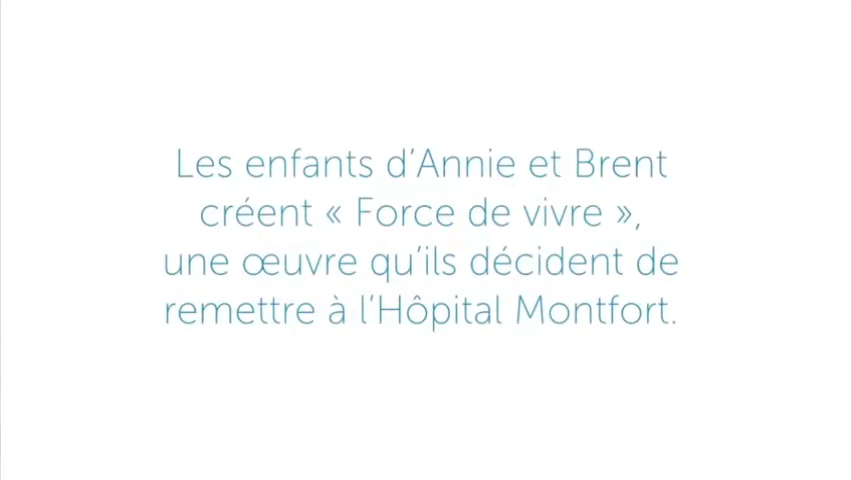 Les enfants d’Annie et Brent
créent « Force de vivre »,
une œuvre qu’ils décident de
remettre à l’Hôpital Montfort.